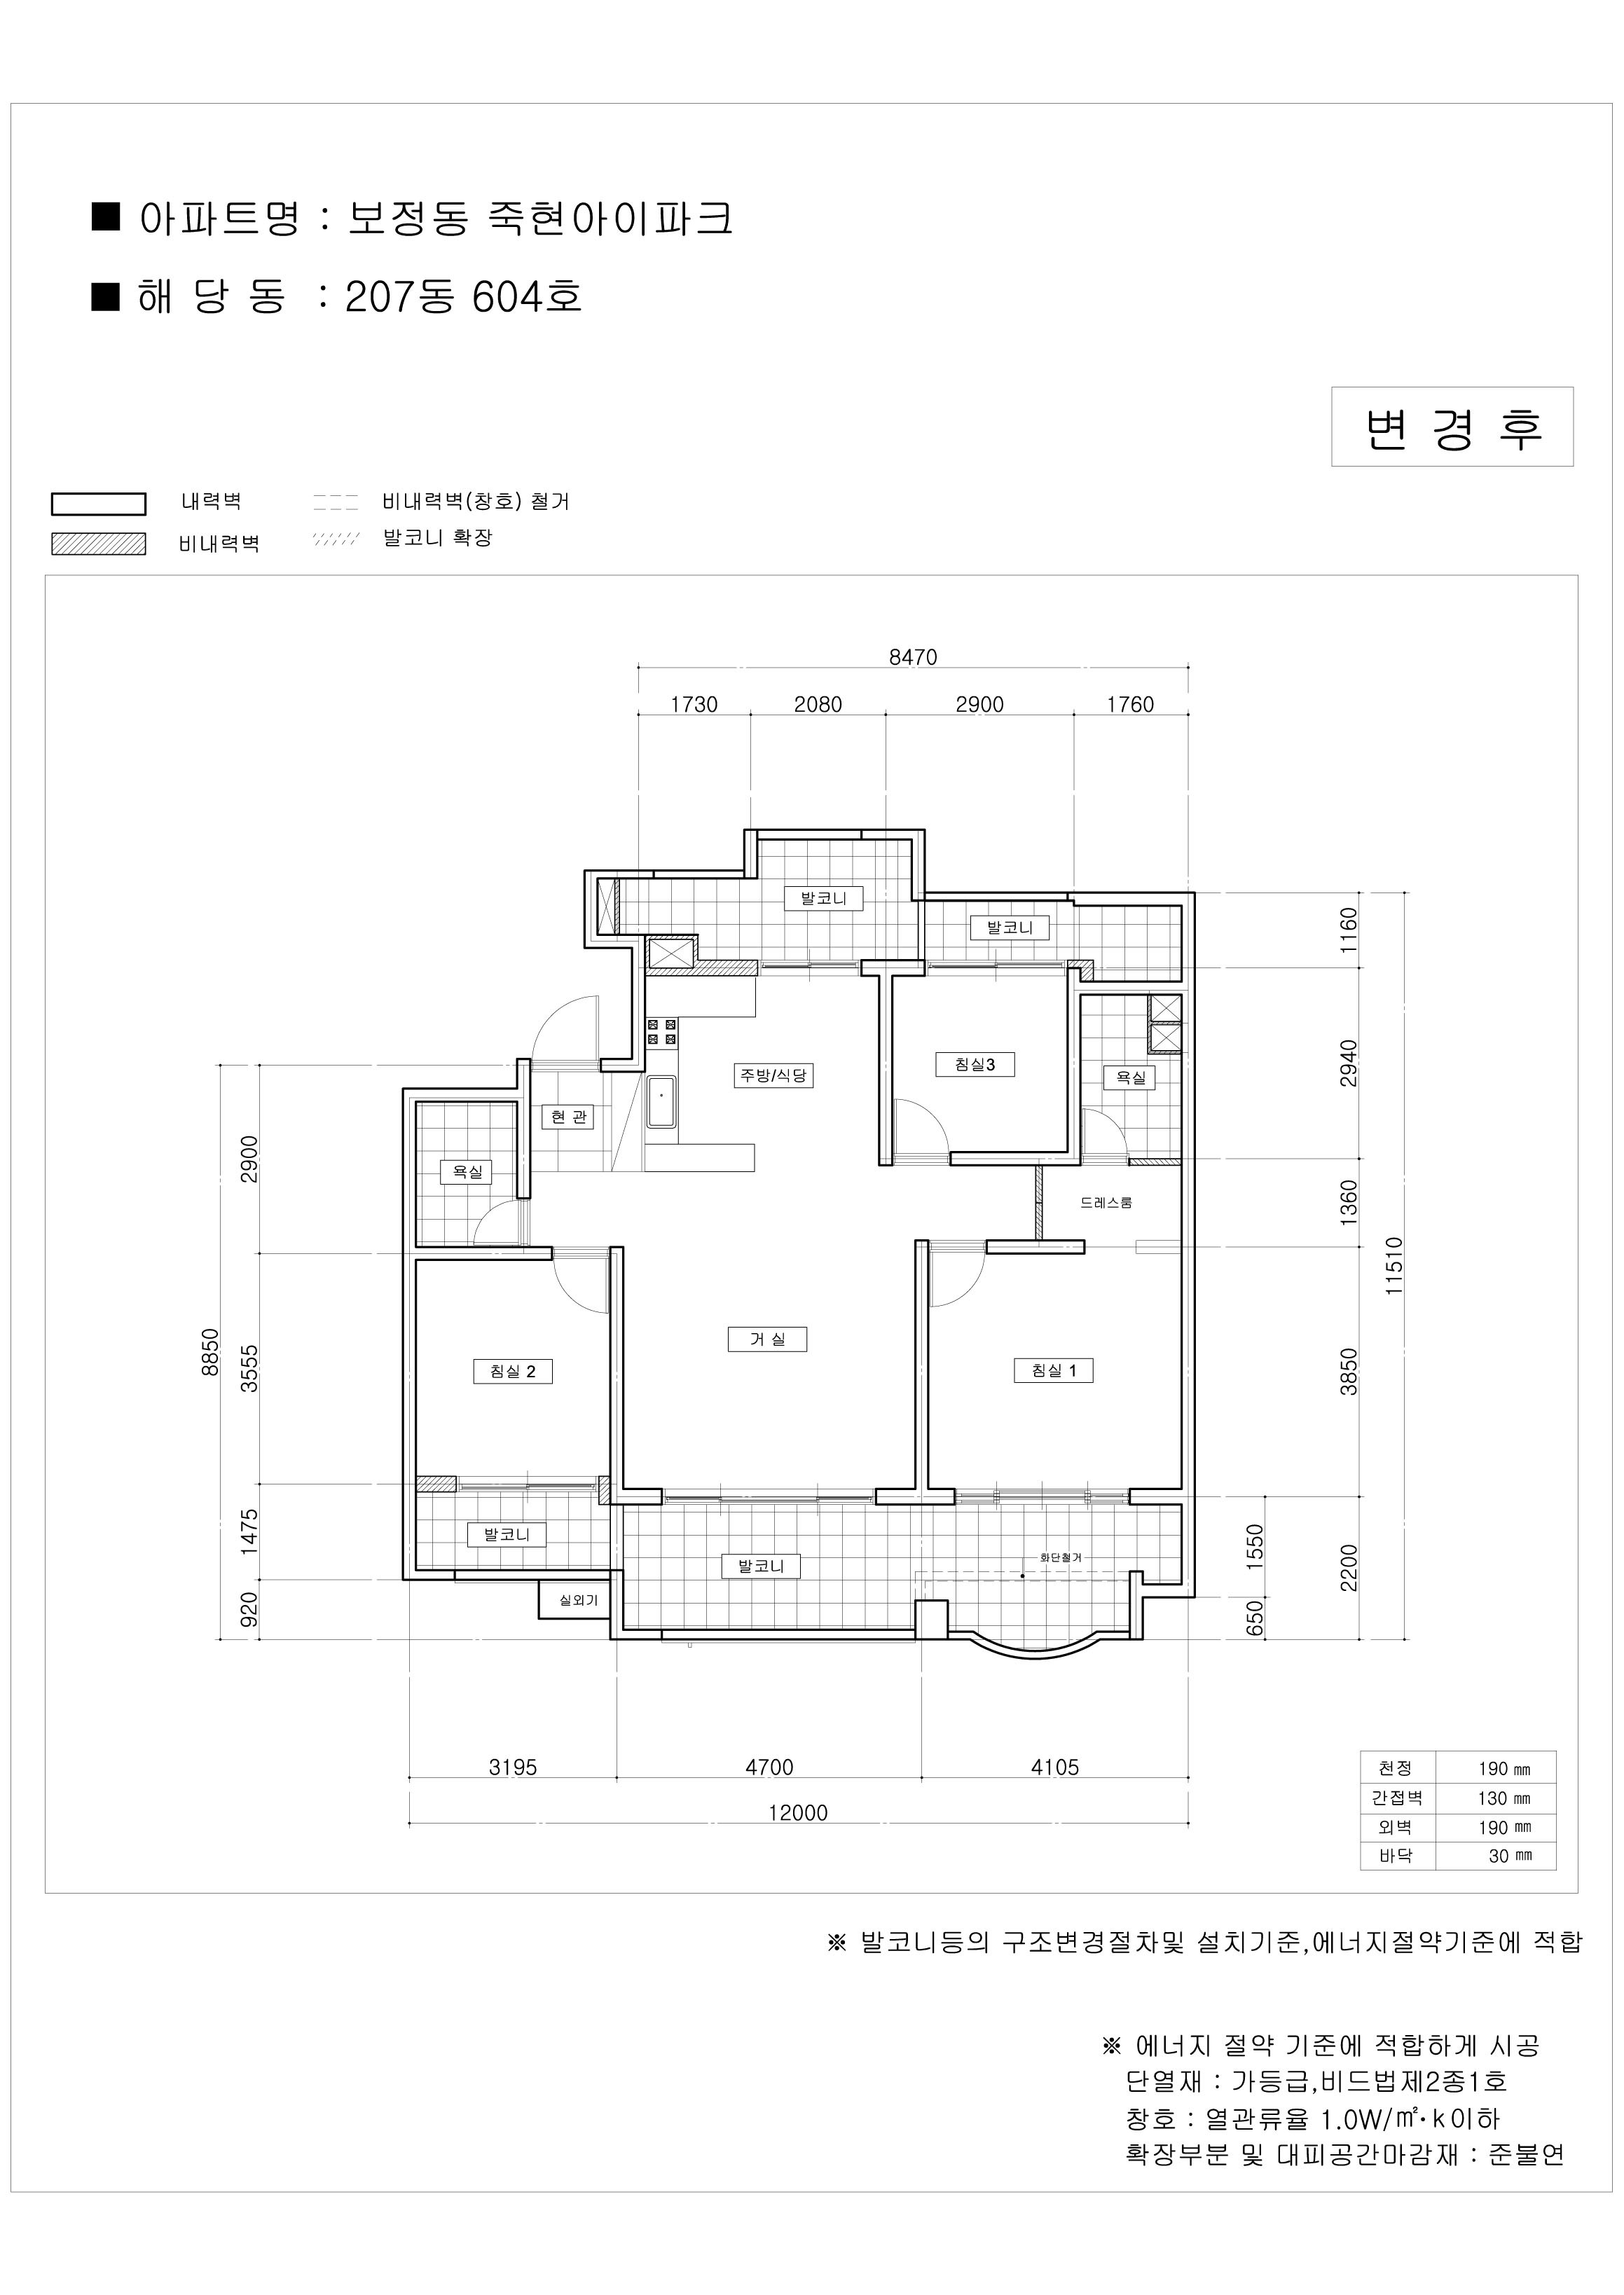 ■ 아파트명 : 보정동 죽현아이파크
■ 해 당 동 : 207동 604호
변 경 후
내력벽
비내력벽(창호) 철거
비내력벽
발코니 확장
8470
1730 2080 2900 1760
발코니
발코니
1160
침실3
주방/식당
욕실
2940
현 관
욕실
2900
드레스룸
1360
11510
거 실
침실 2
침실 1
8850
3555
3850
발코니
발코니
화단철거
실외기
1475
920
1550
650
2200
3195 4700 4105
12000
천정 190 ㎜
간접벽 130 ㎜
외벽 190 ㎜
바닥 30 ㎜
※ 발코니등의 구조변경절차및 설치기준,에너지절약기준에 적합
※ 에너지 절약 기준에 적합하게 시공
단열재 : 가등급,비드법제2종1호
창호 : 열관류율 1.0W/㎡·k이하
확장부분 및 대피공간마감재 : 준불연